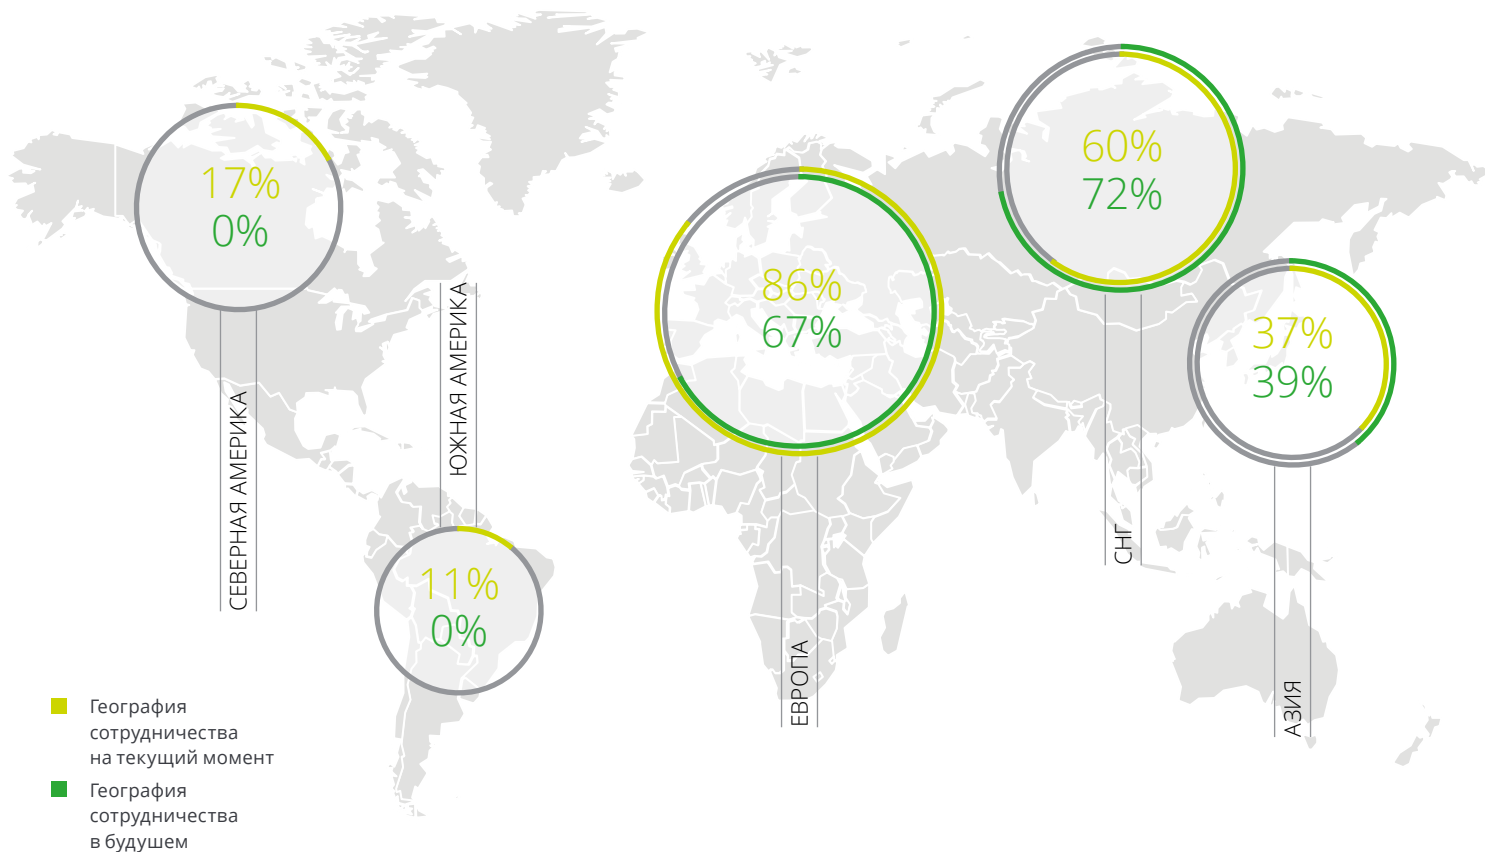 17%
0%
СЕВЕРНАЯ АМЕРИКА
ЮЖНАЯ АМЕРИКА
11%
0%
86%
67%
ЕВРОПА
60%
72%
СНГ
37%
39%
АЗИЯ
География
сотрудничества
на текущий момент
География
сотрудничества
в будушем